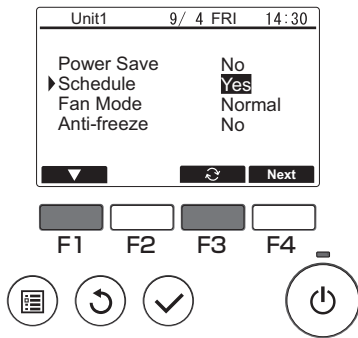 Unit1 9/ 4 FRI 14:30
Power Save No
Schedule Yes
Fan Mode Normal
Anti-freeze No
Next
F1 F2 F3 F4